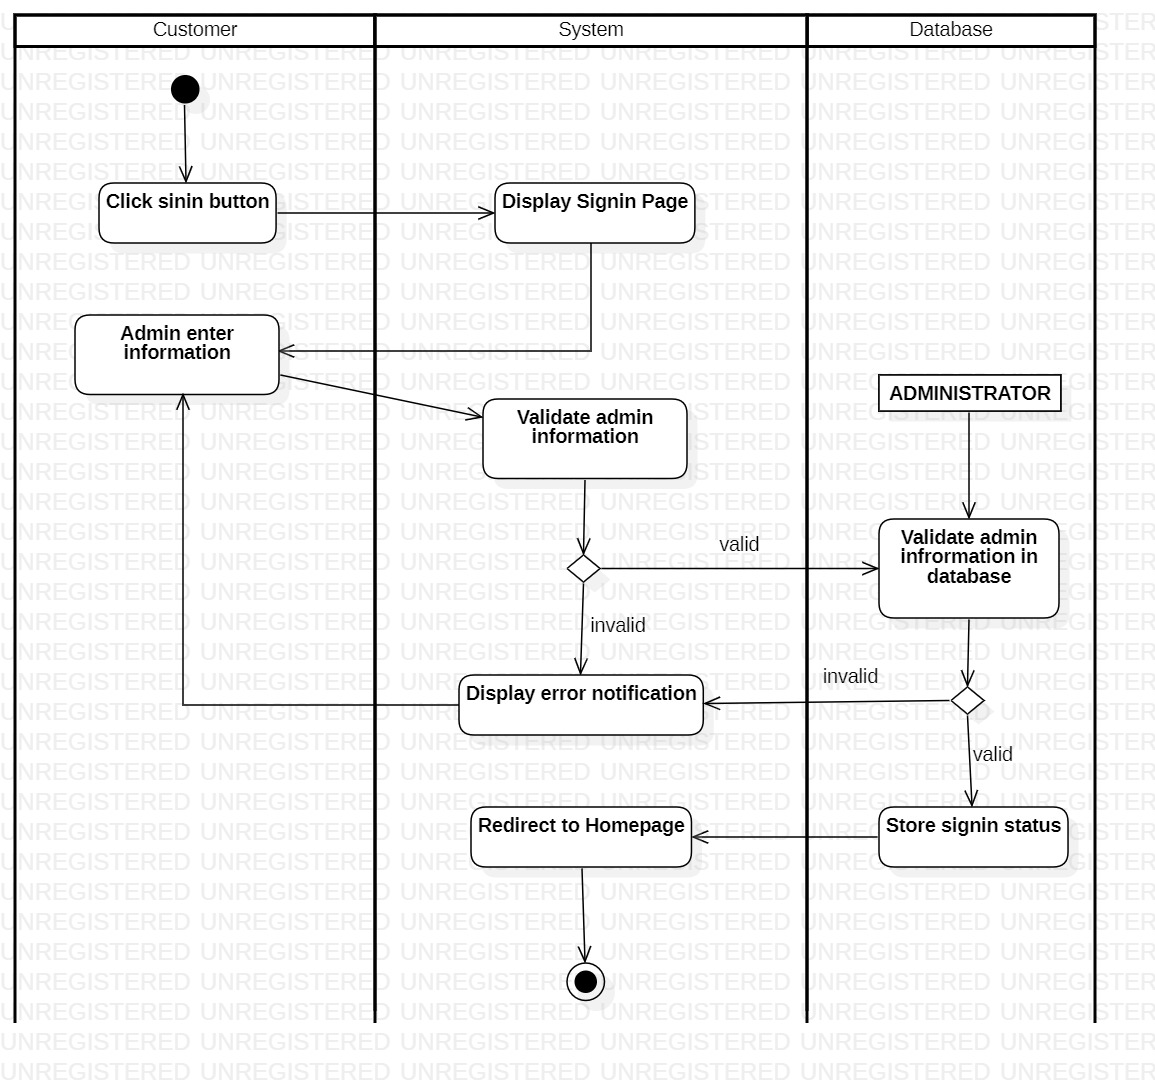 Customer
System
Database
Click sinin button
Display Signin Page
Admin enter
information
Validate admin
information
ADMINISTRATOR
valid
Validate admin
infrormation in
database
invalid
Display error notification
invalid
valid
Redirect to Homepage
Store signin status
UNREGISTERED